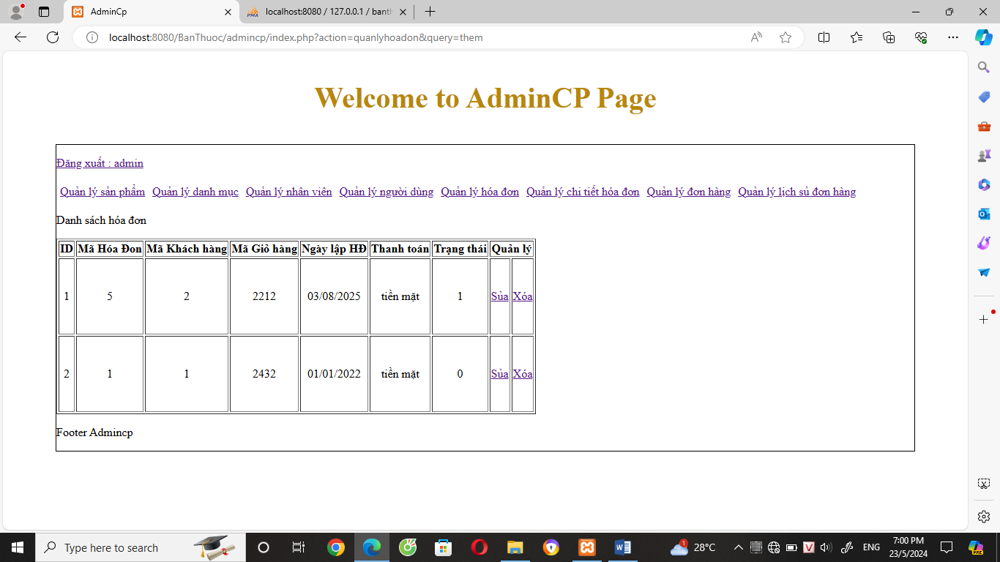 AdminCp
localhost:8080 / 127.0.0.1 / banth
localhost:8080/BanThuoc/admincp/index.php?action=quanlyhoadon&query=them
Welcome to AdminCP Page
Đăng xuất : admin
Quản lý sản phẩm Quản lý danh mục Quản lý nhân viên Quản lý người dùng Quản lý hóa đơn Quản lý chi tiết hóa đơn Quản lý đơn hàng Quản lý lịch sử đơn hàng
Danh sách hóa đơn
ID Mã Hóa Đơn Mã Khách hàng Mã Giỏ hàng Ngày lập HĐ Thanh toán Trạng thái Quản lý
1 5 2 2212 03/08/2025 tiền mặt 1 Sửa Xóa
2 1 1 2432 01/01/2022 tiền mặt 0 Sửa Xóa
Footer Admincp
Type here to search
1 28°C
V
ENG
7:00 PM
23/5/2024
PRE